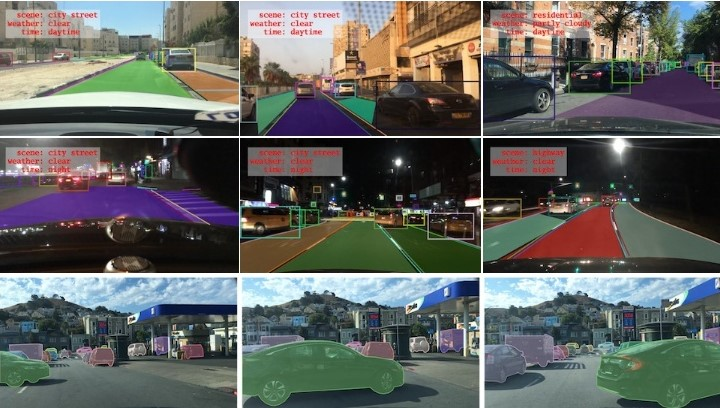 scene: city street
weather: clear
time: daytime
scene: city street
weather: clear
time: daytime
scene: residential
weather: partly cloudy
time: daytime
scene: city street
weather: clear
time: night
scene: city street
weather: clear
time: night
scene: highway
weather: clear
time: night